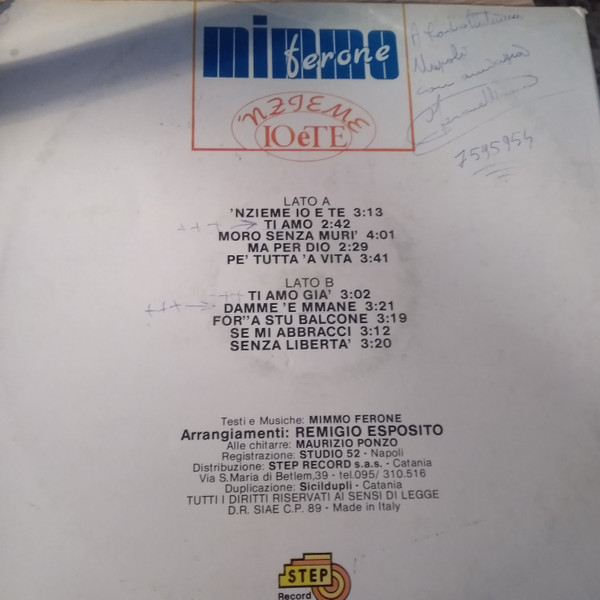 mimmo
ferone
'NZIEME
IO é TE
A Radio
Napoli
con amicizia
7595954
LATO A
'NZIEME IO E TE 3:13
+++ TI AMO 2:42
MORO SENZA MURI' 4:01
MA PER DIO 2:29
PE' TUTTA 'A VITA 3:41
LATO B
++ TI AMO GIA' 3:02
+++ DAMME 'E MMANE 3:21
FOR''A STU BALCONE 3:19
SE MI ABBRACCI 3:12
SENZA LIBERTA' 3:20
Testi e Musiche: MIMMO FERONE
Arrangiamenti: REMIGIO ESPOSITO
Alle chitarre: MAURIZIO PONZO
Registrazione: STUDIO 52 - Napoli
Distribuzione: STEP RECORD s.a.s. - Catania
Via S. Maria di Betlem,39 - tel.095/ 310.516
Duplicazione: Sicildupli - Catania
TUTTI I DIRITTI RISERVATI AI SENSI DI LEGGE
D.R. SIAE C.P. 89 - Made in Italy
STEP
Record